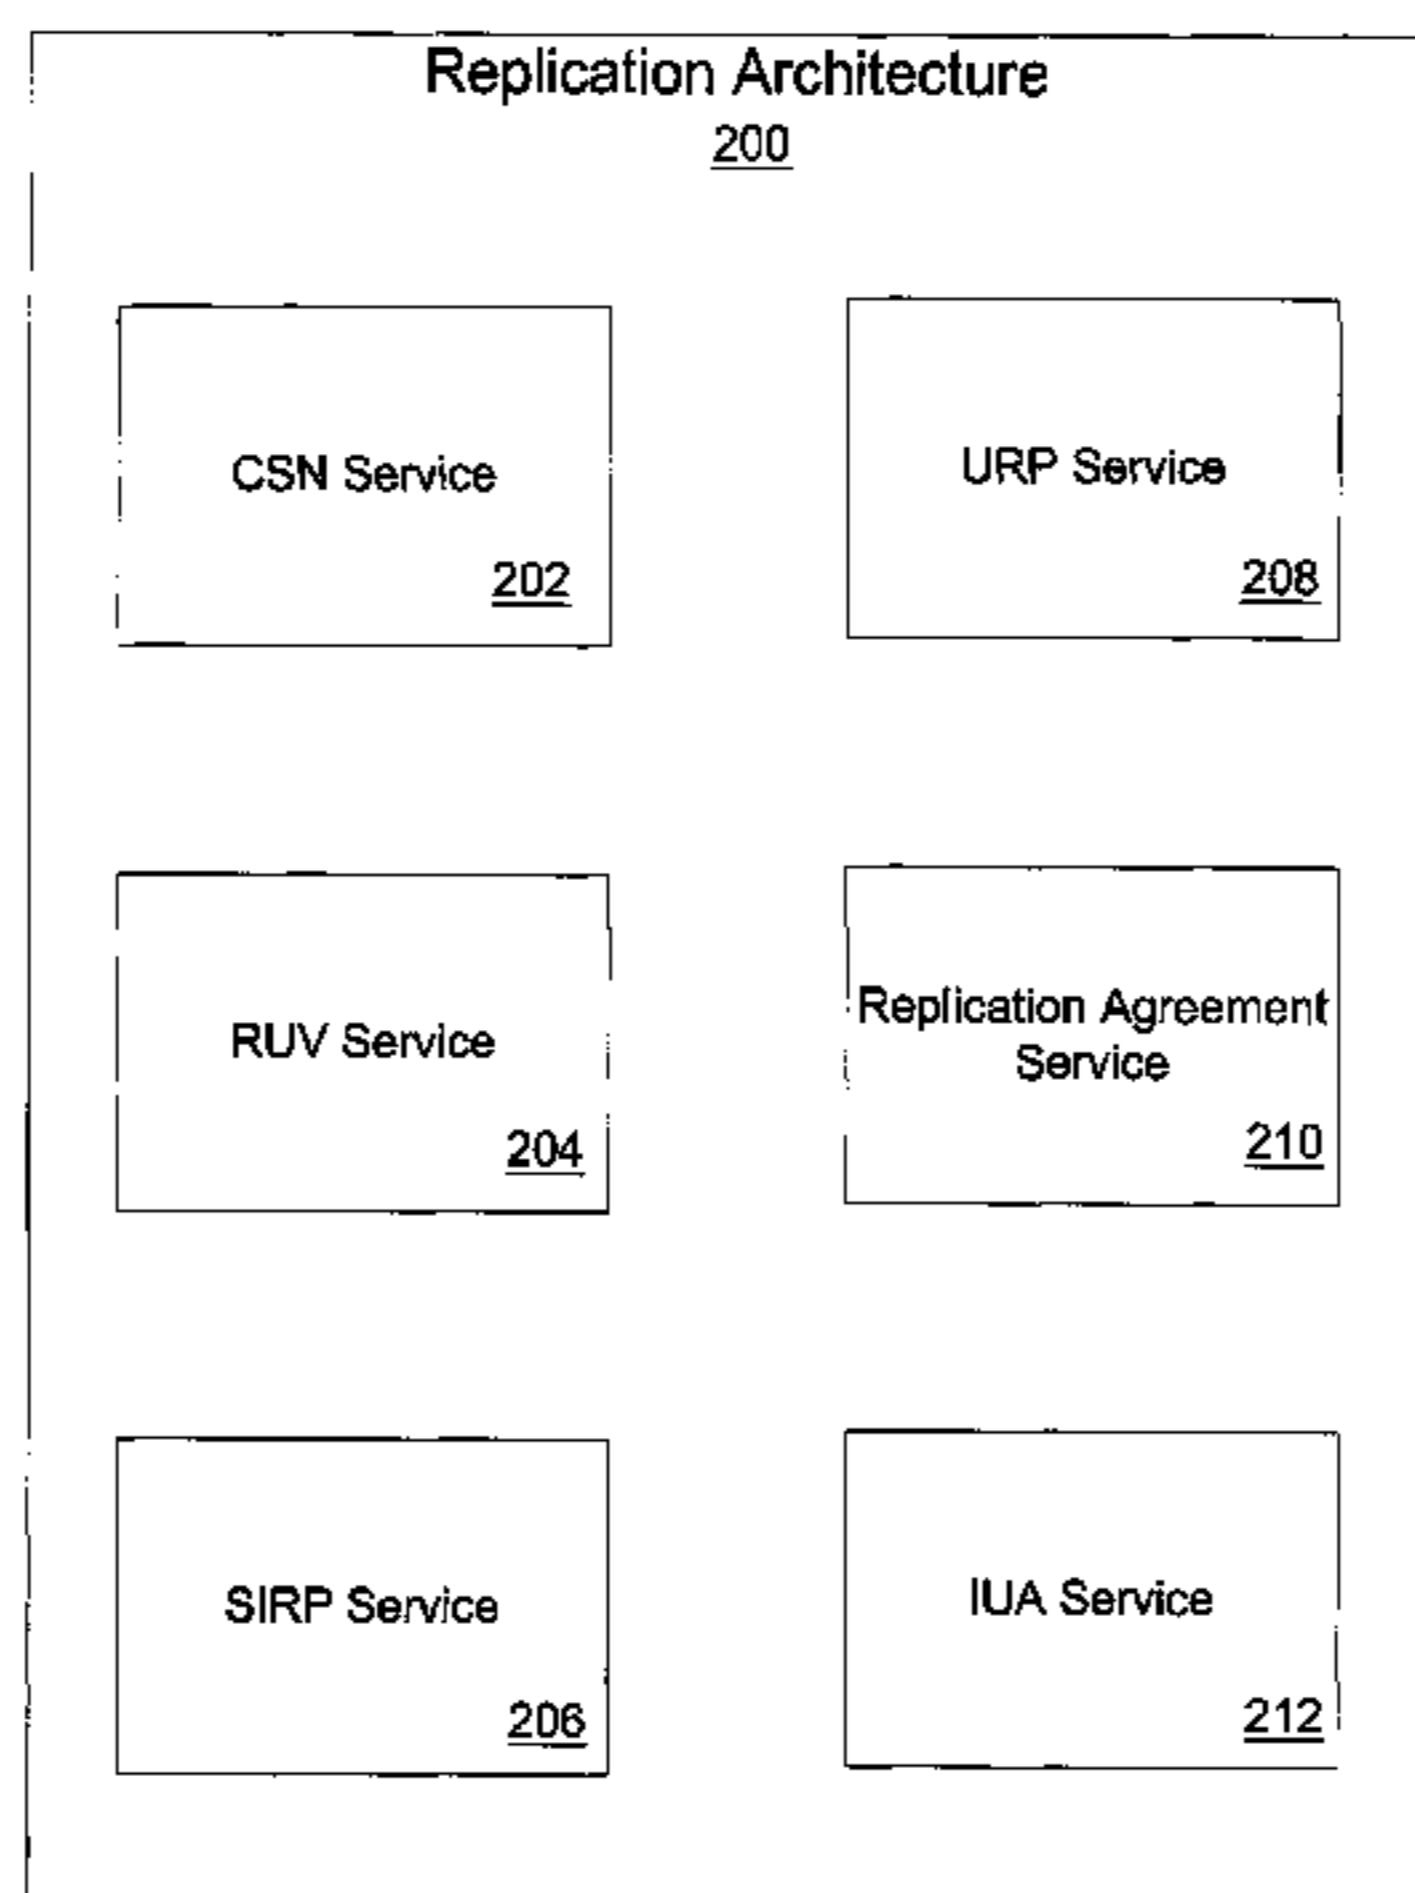 Replication Architecture
200
CSN Service
202
URP Service
208
RUV Service
204
Replication Agreement
Service
210
SIRP Service
206
IUA Service
212